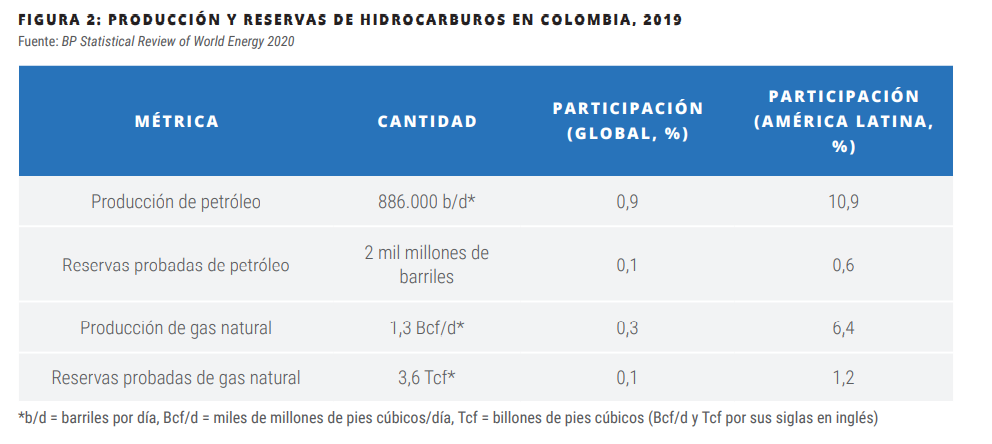 FIGURA 2: PRODUCCIÓN Y RESERVAS DE HIDROCARBUROS EN COLOMBIA, 2019
Fuente: BP Statistical Review of World Energy 2020
MÉTRICA
CANTIDAD
PARTICIPACIÓN
(GLOBAL, %)
PARTICIPACIÓN
(AMÉRICA LATINA,
%)
Producción de petróleo
886.000 b/d*
0,9
10,9
Reservas probadas de petróleo
2 mil millones de
barriles
0,1
0,6
Producción de gas natural
1,3 Bcf/d*
0,3
6,4
Reservas probadas de gas natural
3,6 Tcf*
0,1
1,2
*b/d = barriles por día, Bcf/d = miles de millones de pies cúbicos/día, Tcf = billones de pies cúbicos (Bcf/d y Tcf por sus siglas en inglés)